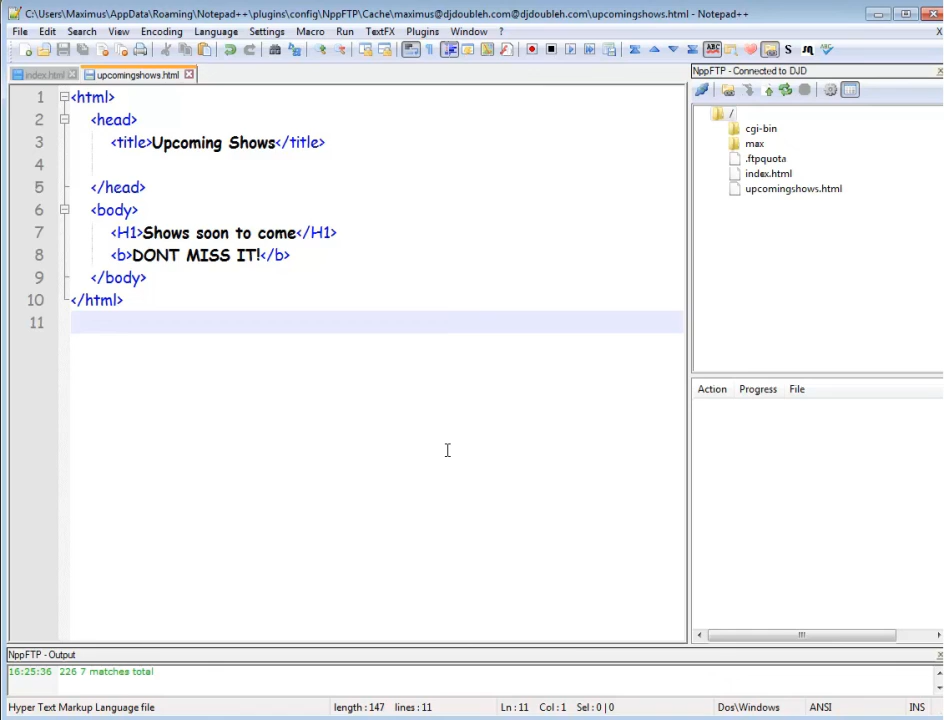 C:\Users\Maximus\AppData\Roaming\Notepad++\plugins\config\NppFTP\Cache\maximus@djdoubleh.com@djdoubleh.com\upcomingshows.html - Notepad++
File Edit Search View Encoding Language Settings Macro Run TextFX Plugins Window ? X
index.html upcomingshows.html
NppFTP - Connected to DJD
1 <html>
2 <head>
3 <title>Upcoming Shows</title>
4
5 </head>
6 <body>
7 <H1>Shows soon to come</H1>
8 <b>DONT MISS IT!</b>
9 </body>
10 </html>
11
/
cgi-bin
max
.ftpquota
index.html
upcomingshows.html
Action Progress File
NppFTP - Output
16:25:36 226 7 matches total
Hyper Text Markup Language file length : 147 lines : 11 Ln : 11 Col : 1 Sel : 0 | 0 Dos\Windows ANSI INS